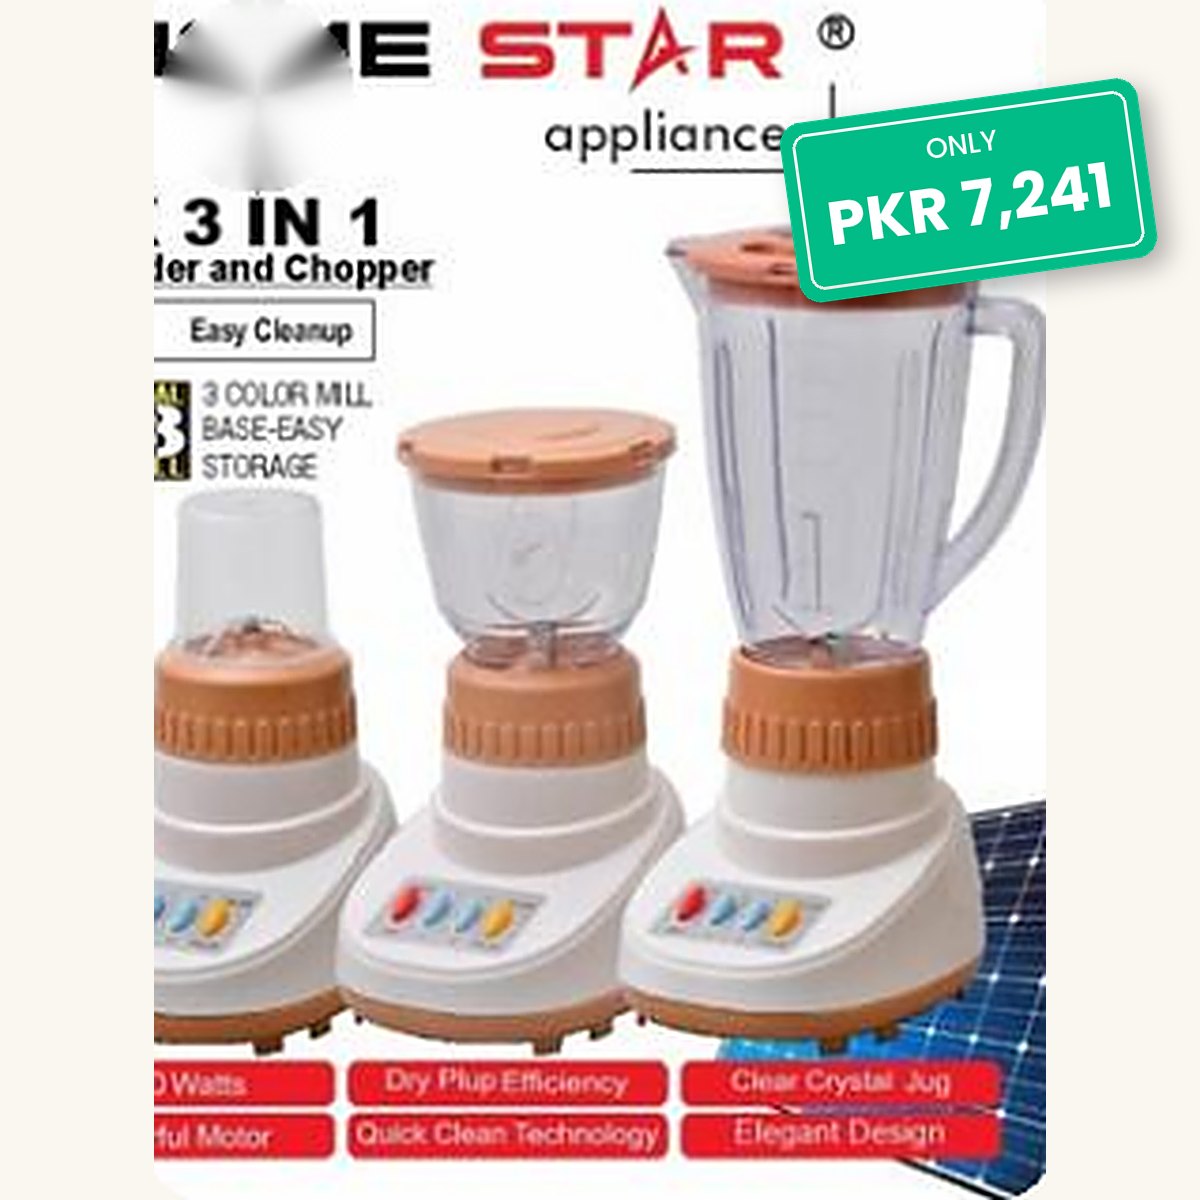 STAR ®
appliance
ONLY
PKR 7,241
3 IN 1
der and Chopper
Easy Cleanup
3 COLOR MILL
BASE-EASY
STORAGE
0 Watts
Dry Plup Efficiency
Clear Crystal Jug
ful Motor
Quick Clean Technology
Elegant Design